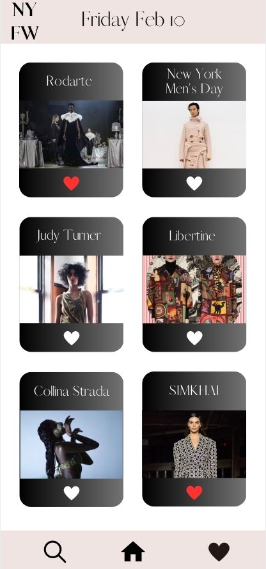 NY
FW
Friday Feb 10
Rodarte
New York
Men's Day
Judy Turner
Libertine
Collina Strada
SIMKHAI